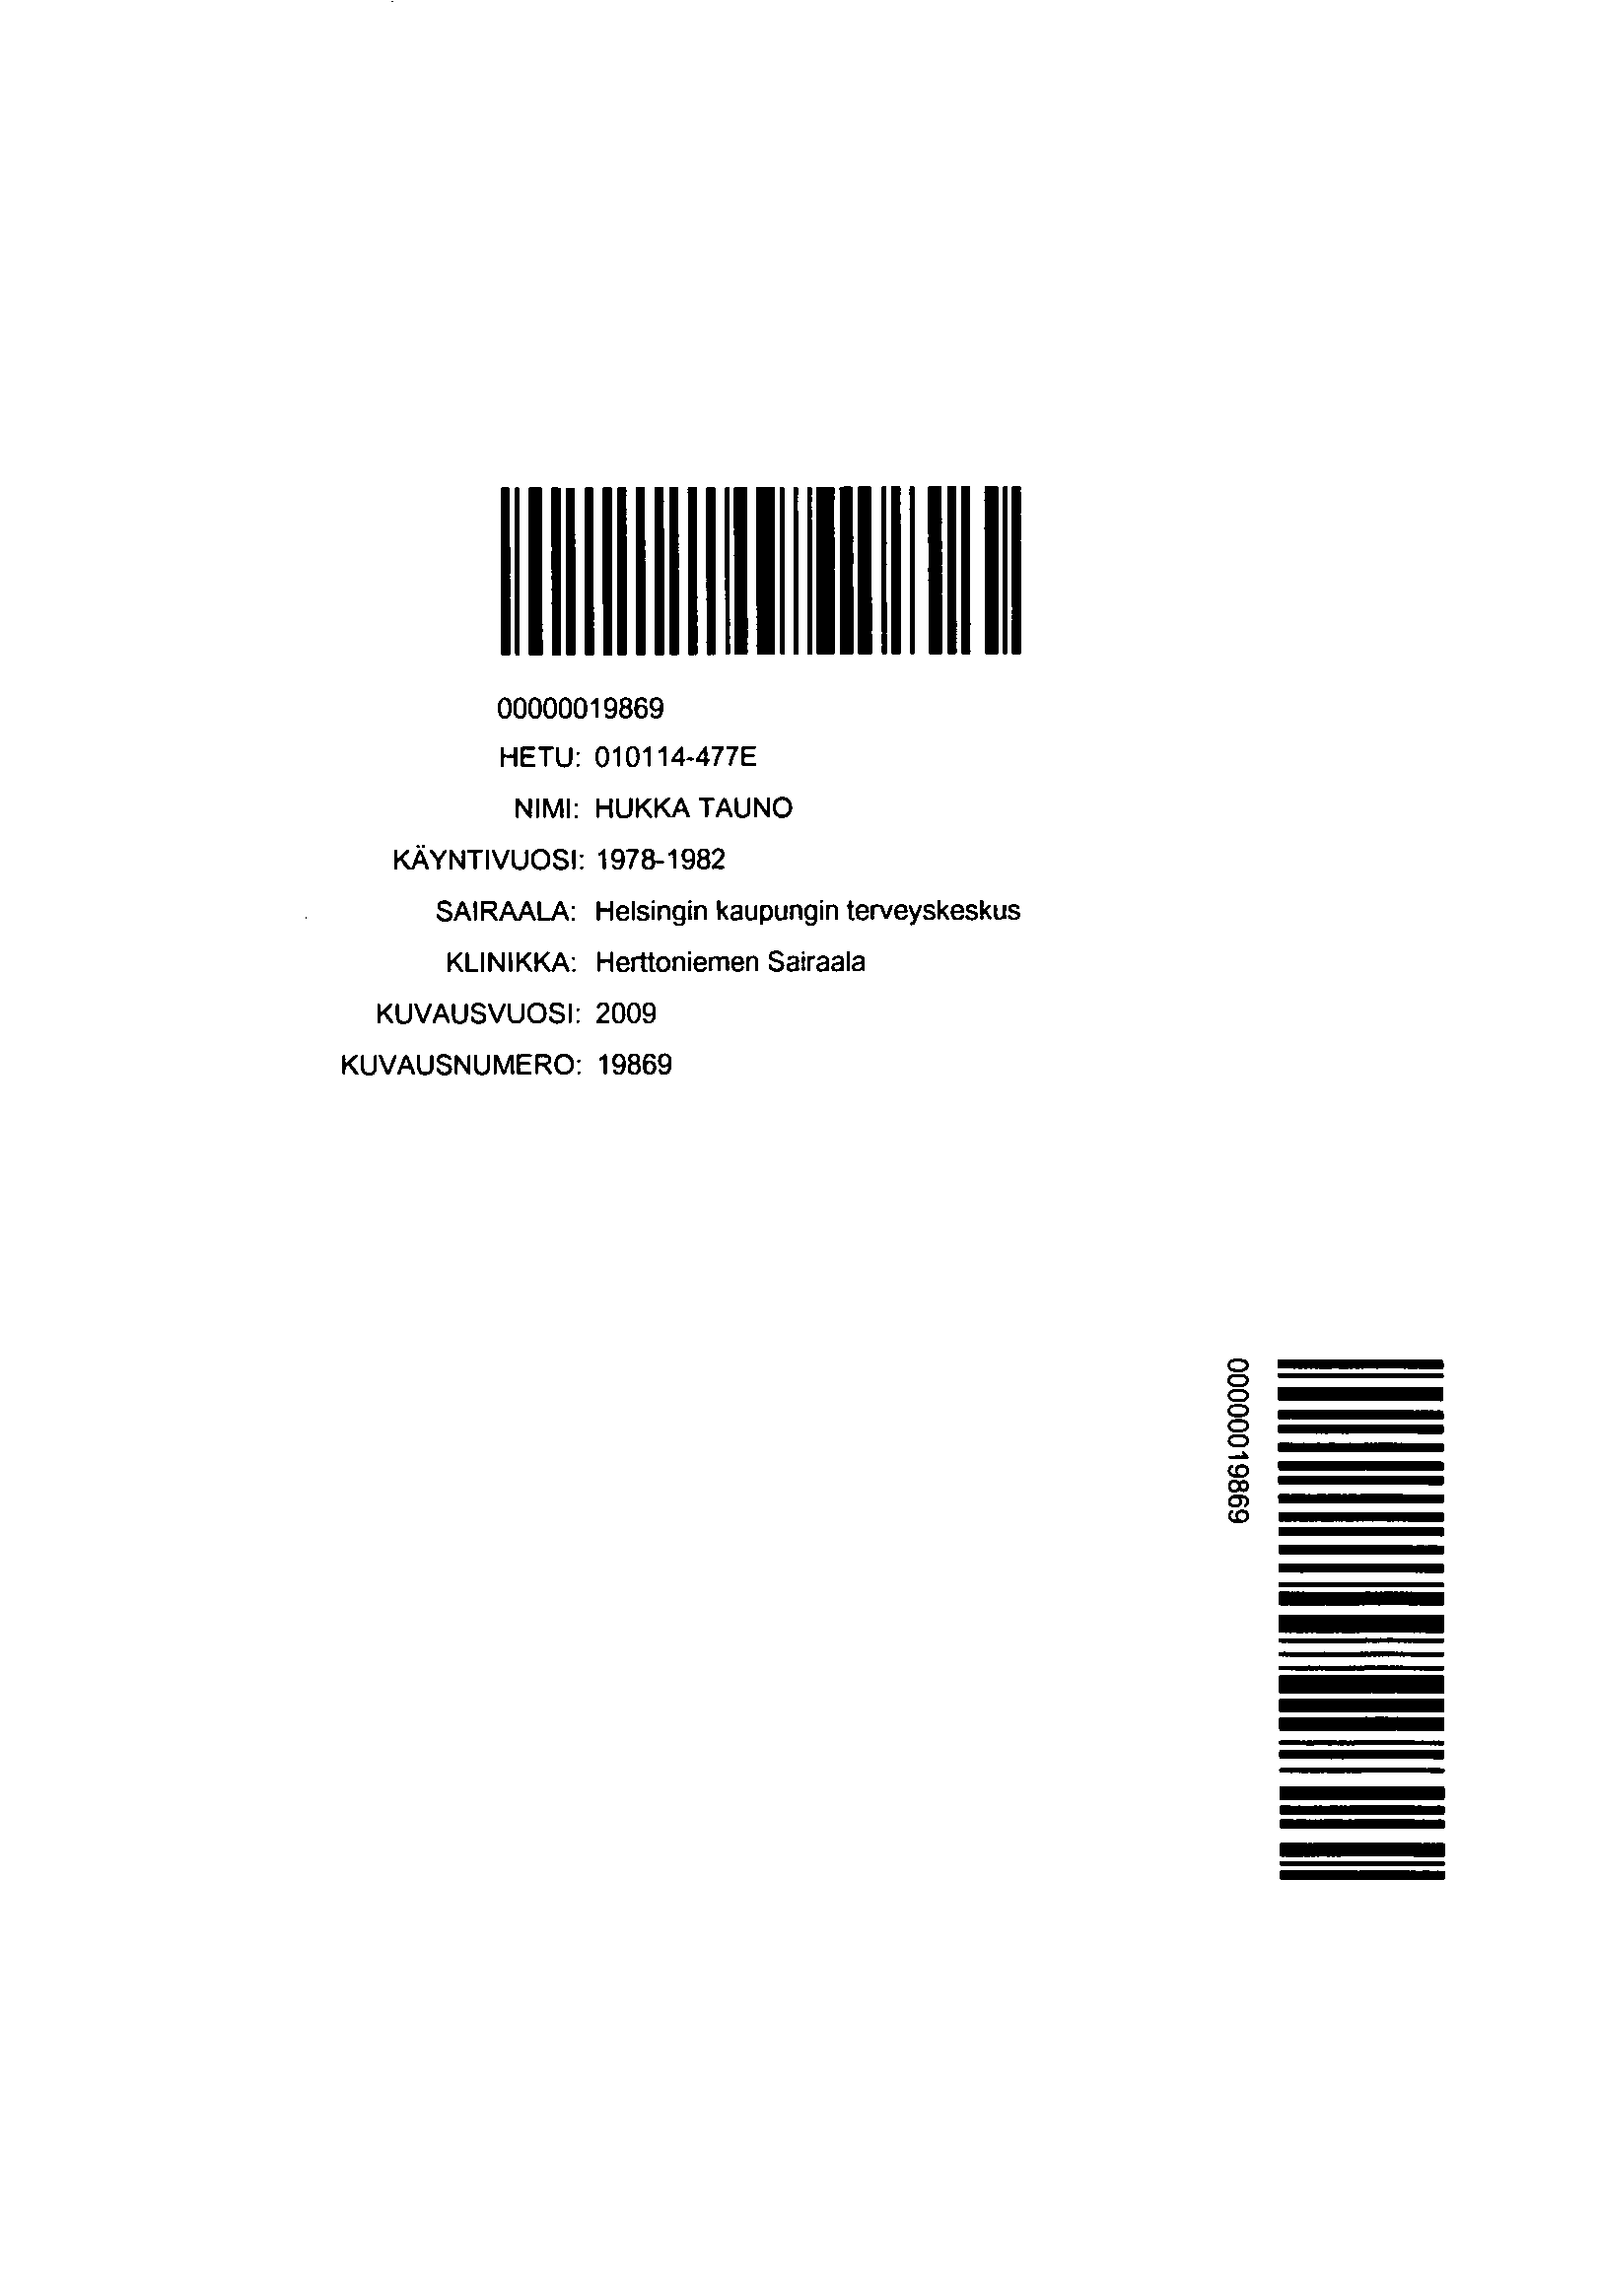 00000019869
HETU: 010114-477E
NIMI: HUKKA TAUNO
KÄYNTIVUOSI: 1978-1982
SAIRAALA: Helsingin kaupungin terveyskeskus
KLINIKKA: Herttoniemen Sairaala
KUVAUSVUOSI: 2009
KUVAUSNUMERO: 19869
00000019869